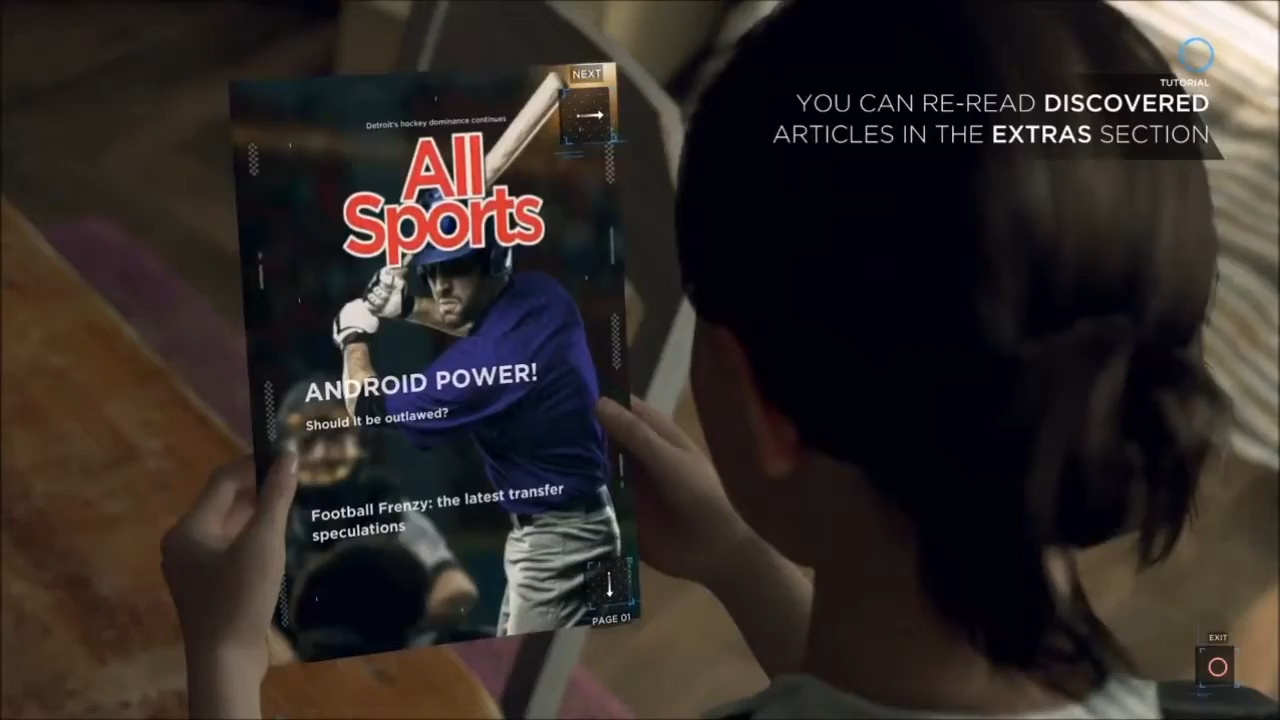 NEXT
Detroit's hockey dominance continues
All
Sports
ANDROID POWER!
Should it be outlawed?
Football Frenzy: the latest transfer
speculations
PAGE 01
TUTORIAL
YOU CAN RE-READ DISCOVERED
ARTICLES IN THE EXTRAS SECTION
EXIT